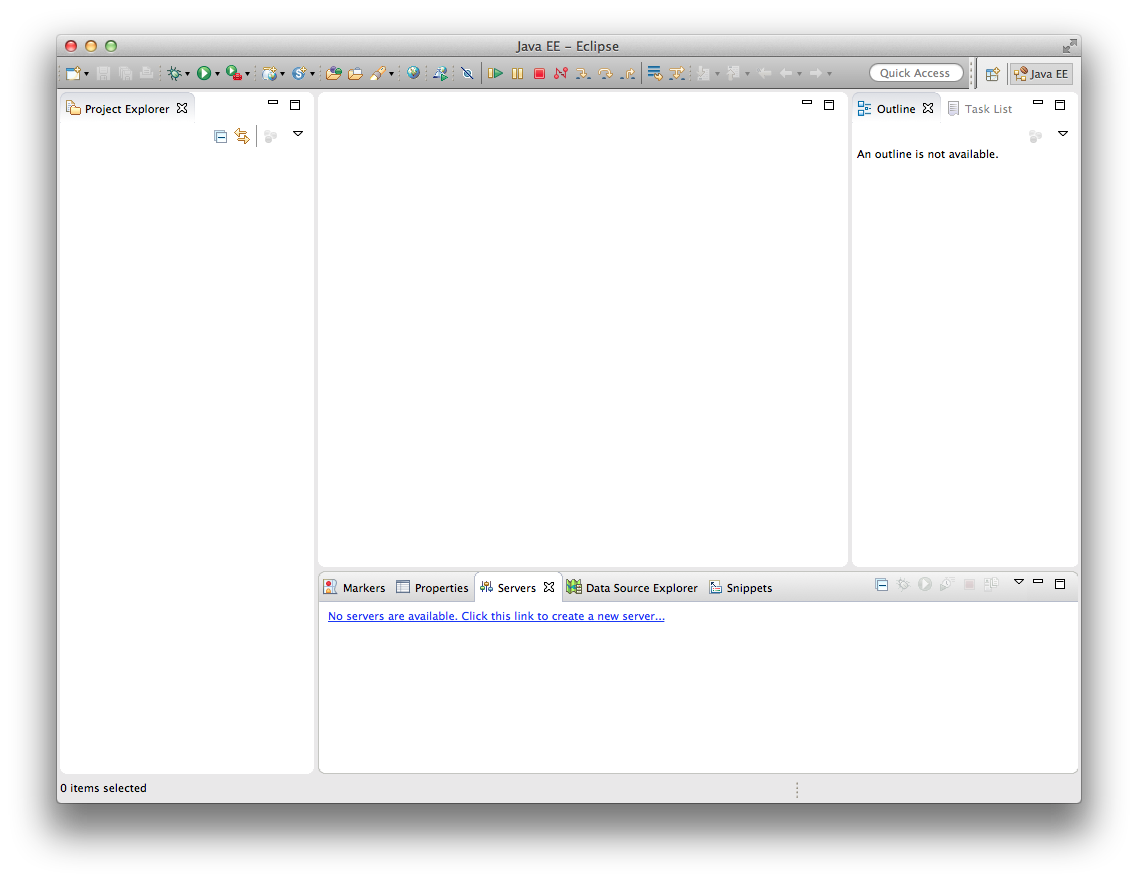 Java EE – Eclipse
Quick Access
Java EE
Project Explorer
Outline
Task List
An outline is not available.
Markers
Properties
Servers
Data Source Explorer
Snippets
No servers are available. Click this link to create a new server...
0 items selected